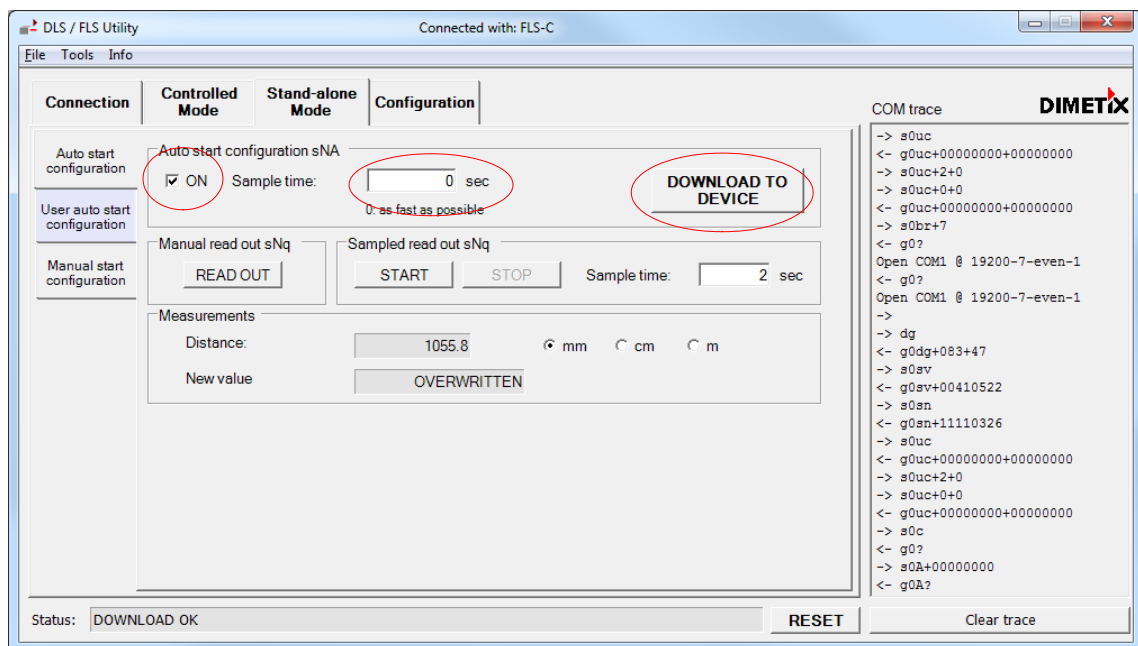 DLS / FLS Utility
Connected with: FLS-C
File Tools Info
Connection
Controlled Mode
Stand-alone Mode
Configuration
Auto start configuration
User auto start configuration
Manual start configuration
Auto start configuration sNA
ON Sample time: 0 sec
0: as fast as possible
DOWNLOAD TO DEVICE
Manual read out sNq
READ OUT
Sampled read out sNq
START STOP Sample time: 2 sec
Measurements
Distance: 1055.8 mm cm m
New value OVERWRITTEN
COM trace
DIMETIX
-> s0uc
<- g0uc+00000000+00000000
-> s0uc+2+0
-> s0uc+0+0
<- g0uc+00000000+00000000
-> s0br+7
<- g0?
Open COM1 @ 19200-7-even-1
<- g0?
Open COM1 @ 19200-7-even-1
->
-> dg
<- g0dg+083+47
-> s0sv
<- g0sv+00410522
-> s0sn
<- g0sn+11110326
-> s0uc
<- g0uc+00000000+00000000
-> s0uc+2+0
-> s0uc+0+0
<- g0uc+00000000+00000000
-> s0c
<- g0?
-> s0A+00000000
<- g0A?
Status: DOWNLOAD OK
RESET
Clear trace